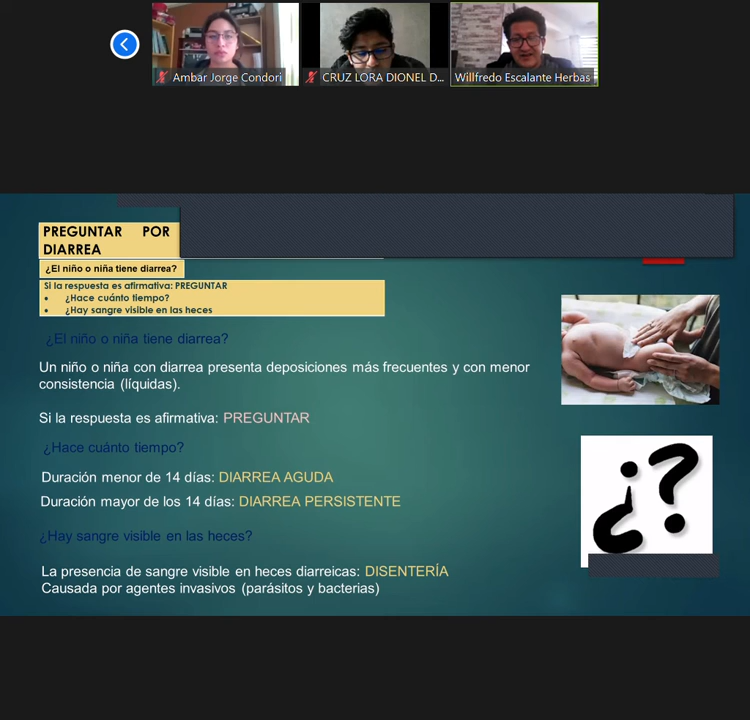 Ambar Jorge Condori
CRUZ LORA DIONEL D...
Willfredo Escalante Herbas
PREGUNTAR POR
DIARREA
¿El niño o niña tiene diarrea?
Si la respuesta es afirmativa: PREGUNTAR
• ¿Hace cuánto tiempo?
• ¿Hay sangre visible en las heces
¿El niño o niña tiene diarrea?
Un niño o niña con diarrea presenta deposiciones más frecuentes y con menor
consistencia (líquidas).
Si la respuesta es afirmativa: PREGUNTAR
¿Hace cuánto tiempo?
Duración menor de 14 días: DIARREA AGUDA
Duración mayor de los 14 días: DIARREA PERSISTENTE
¿Hay sangre visible en las heces?
La presencia de sangre visible en heces diarreicas: DISENTERÍA
Causada por agentes invasivos (parásitos y bacterias)
¿?